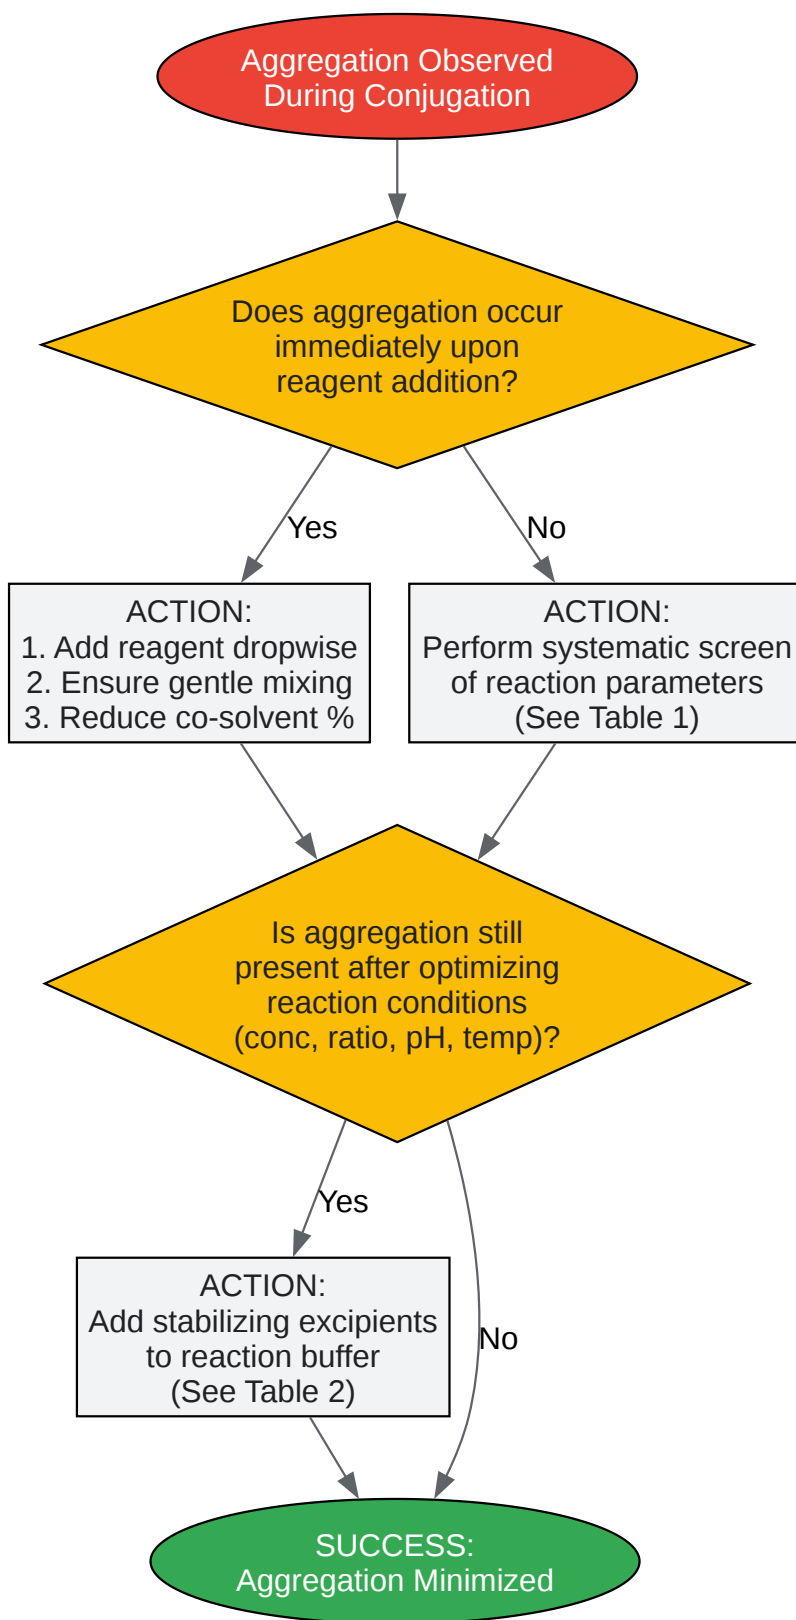 Aggregation Observed
During Conjugation
Does aggregation occur
immediately upon
reagent addition?
Yes
No
ACTION:
1. Add reagent dropwise
2. Ensure gentle mixing
3. Reduce co-solvent %
ACTION:
Perform systematic screen
of reaction parameters
(See Table 1)
Is aggregation still
present after optimizing
reaction conditions
(conc, ratio, pH, temp)?
Yes
No
ACTION:
Add stabilizing excipients
to reaction buffer
(See Table 2)
SUCCESS:
Aggregation Minimized